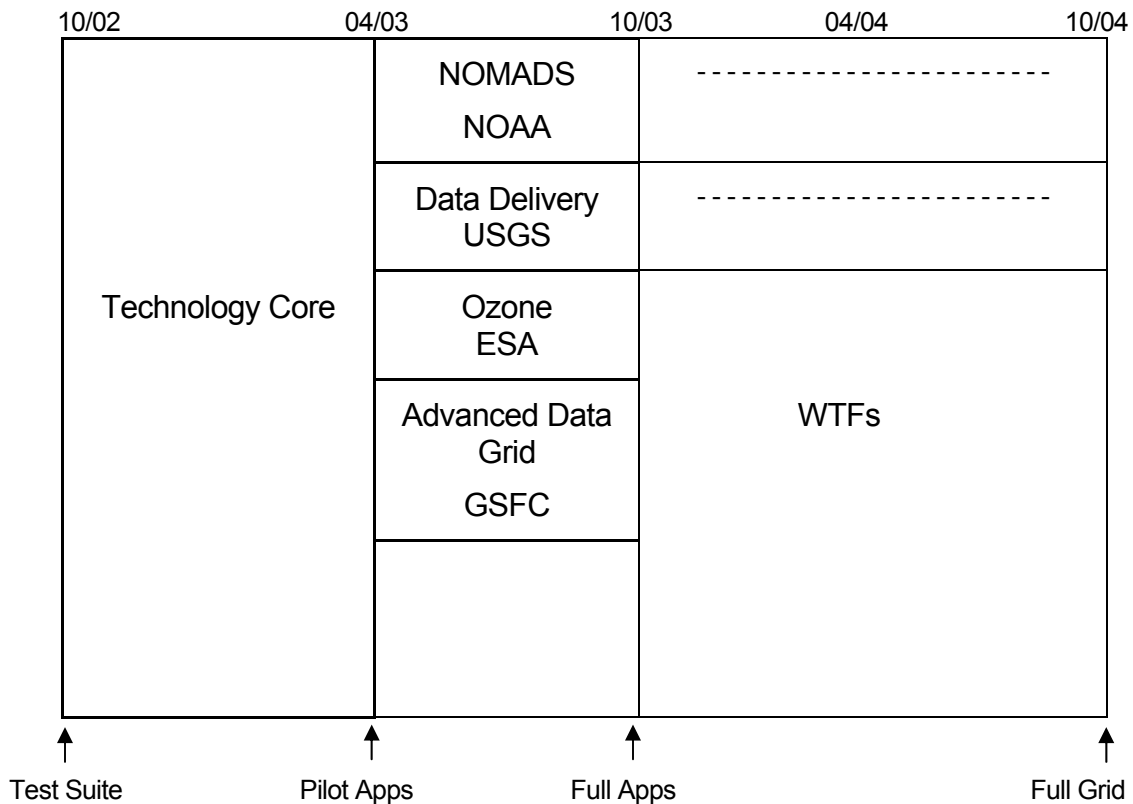 10/02 04/03 10/03 04/04 10/04
NOMADS
NOAA
Data Delivery
USGS
Technology Core
Ozone
ESA
Advanced Data
Grid
GSFC
WTFs
Test Suite Pilot Apps Full Apps Full Grid